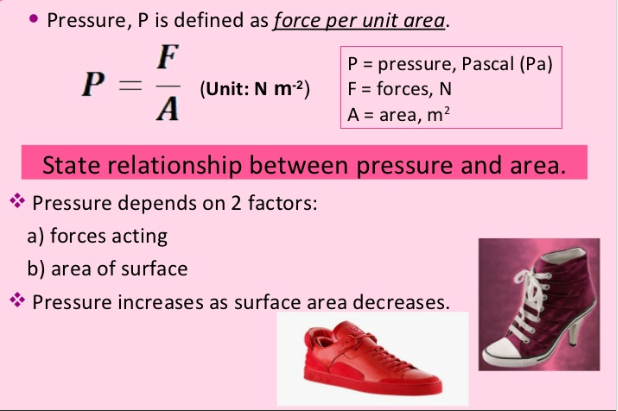 • Pressure, P is defined as force per unit area.
P = F / A (Unit: N m⁻²)
P = pressure, Pascal (Pa)
F = forces, N
A = area, m²
State relationship between pressure and area.
❖ Pressure depends on 2 factors:
a) forces acting
b) area of surface
❖ Pressure increases as surface area decreases.